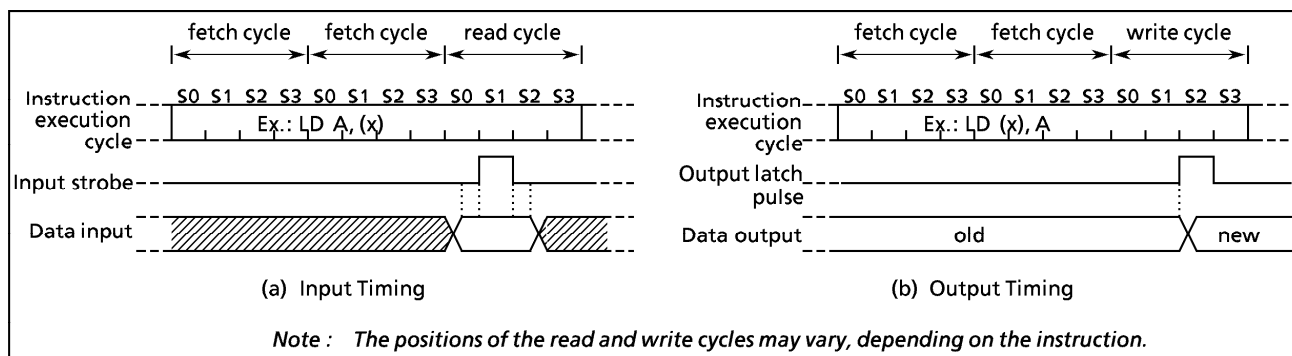 fetch cycle fetch cycle read cycle
S0 S1 S2 S3 S0 S1 S2 S3 S0 S1 S2 S3
Instruction
execution
cycle
Ex.: LD A, (x)
Input strobe
Data input
(a) Input Timing
fetch cycle fetch cycle write cycle
S0 S1 S2 S3 S0 S1 S2 S3 S0 S1 S2 S3
Instruction
execution
cycle
Ex.: LD (x), A
Output latch
pulse
Data output
old new
(b) Output Timing
Note : The positions of the read and write cycles may vary, depending on the instruction.